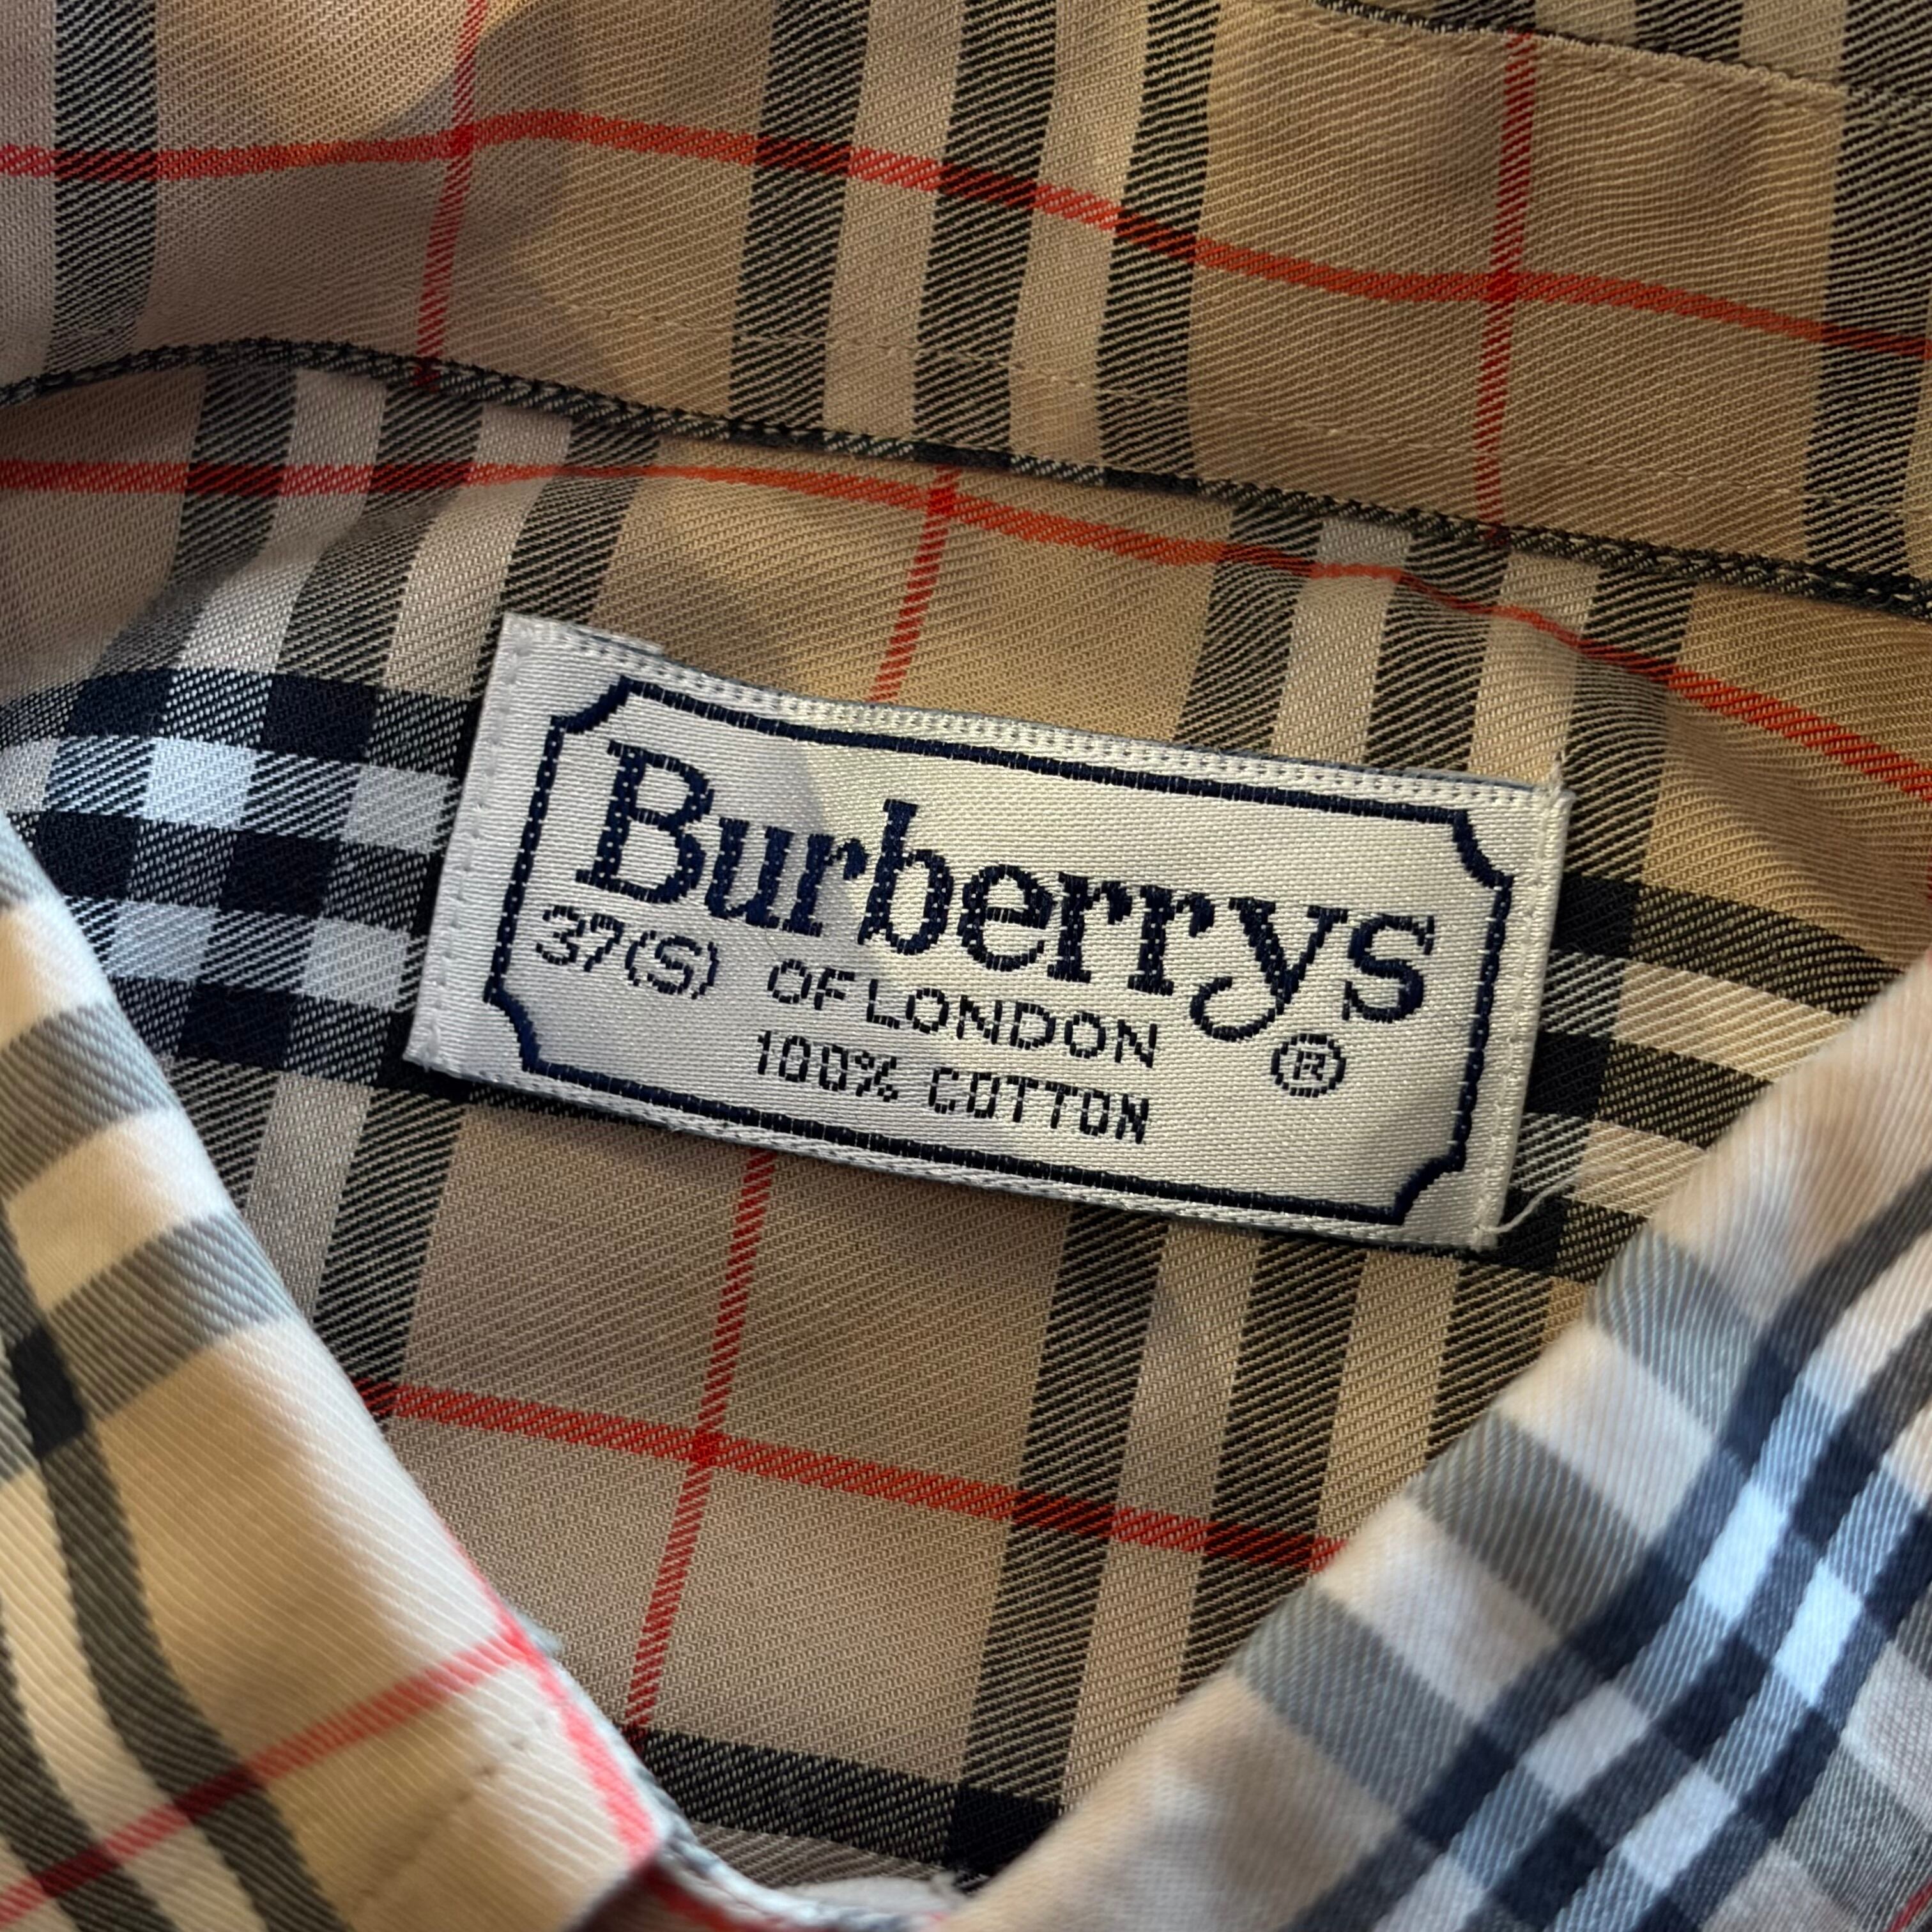 Burberrys
37(S) OF LONDON ®
100% COTTON